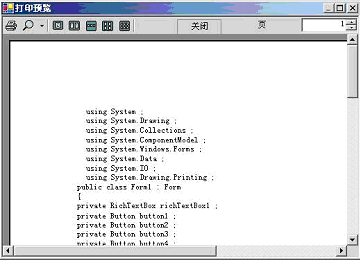 打印预览
关闭 页 1
using System ;
using System.Drawing ;
using System.Collections ;
using System.ComponentModel ;
using System.Windows.Forms ;
using System.Data ;
using System.IO ;
using System.Drawing.Printing ;
public class Form1 : Form
{
private RichTextBox richTextBox1 ;
private Button button1 ;
private Button button2 ;
private Button button3 ;
private Button button4 ;